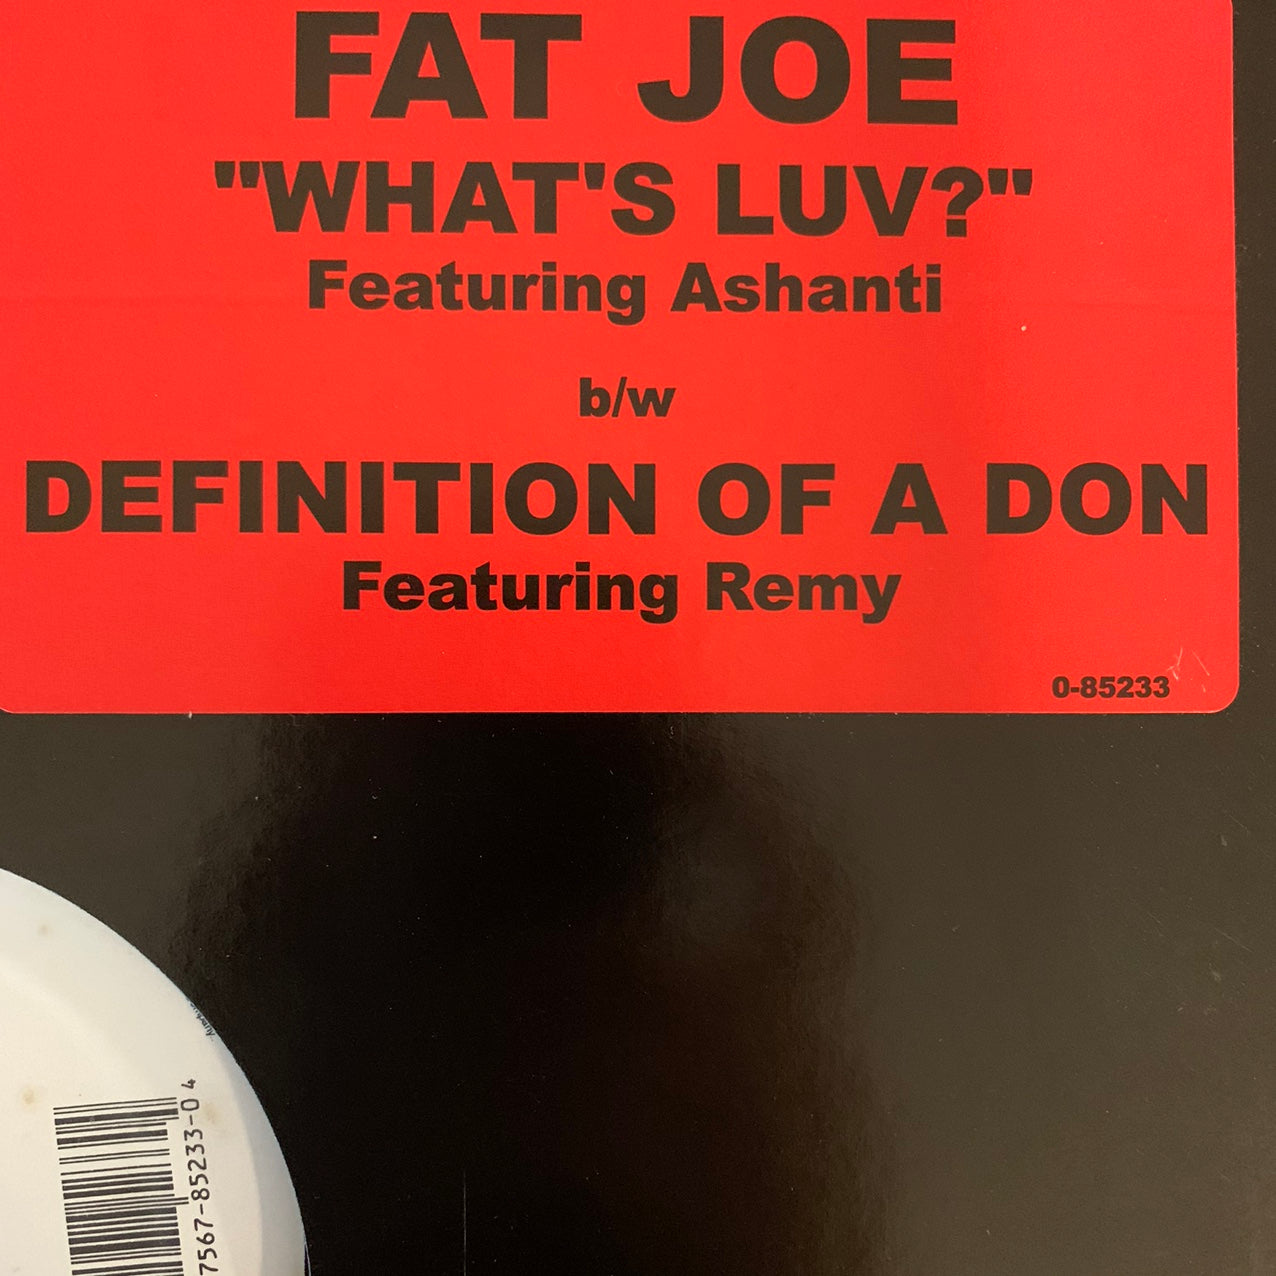 FAT JOE
"WHAT'S LUV?"
Featuring Ashanti
b/w
DEFINITION OF A DON
Featuring Remy
0-85233
7567-85233-0 4